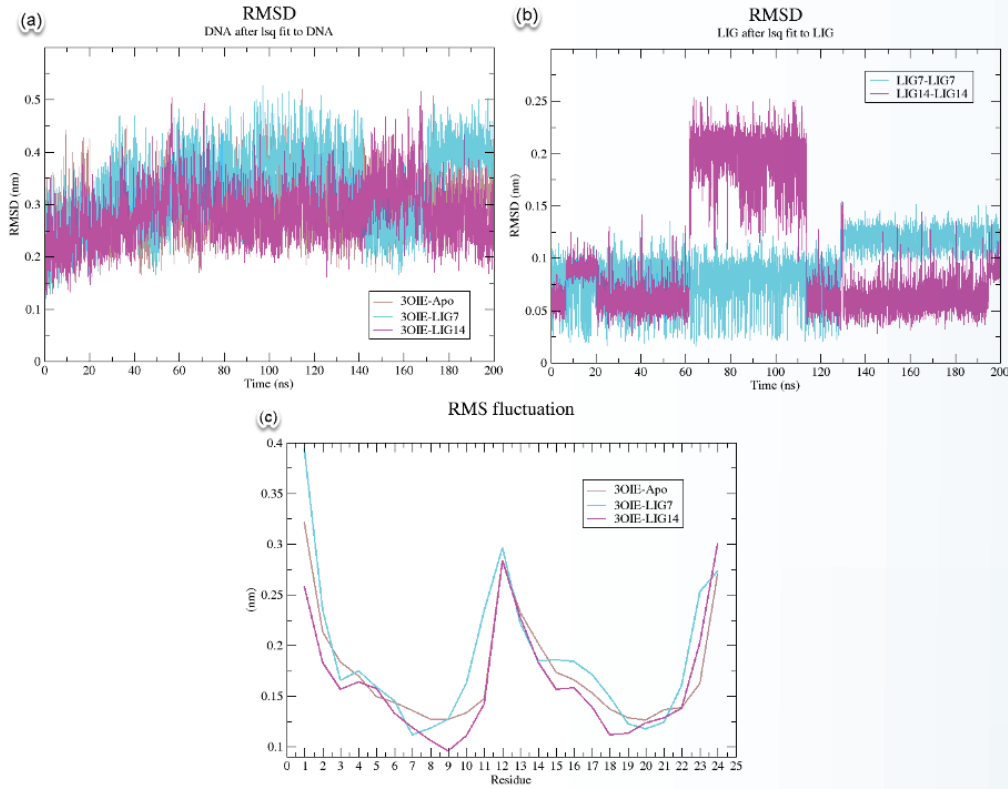 (a)
RMSD
DNA after lsq fit to DNA
RMSD (nm)
0.6
0.5
0.4
0.3
0.2
0.1
0
3OIE-Apo
3OIE-LIG7
3OIE-LIG14
0 20 40 60 80 100 120 140 160 180 200
Time (ns)
(b)
RMSD
LIG after lsq fit to LIG
RMSD (nm)
0.25
0.2
0.15
0.1
0.05
0
LIG7-LIG7
LIG14-LIG14
0 20 40 60 80 100 120 140 160 180 200
Time (ns)
(c)
RMS fluctuation
(nm)
0.4
0.35
0.3
0.25
0.2
0.15
0.1
3OIE-Apo
3OIE-LIG7
3OIE-LIG14
0 1 2 3 4 5 6 7 8 9 10 11 12 13 14 15 16 17 18 19 20 21 22 23 24 25
Residue